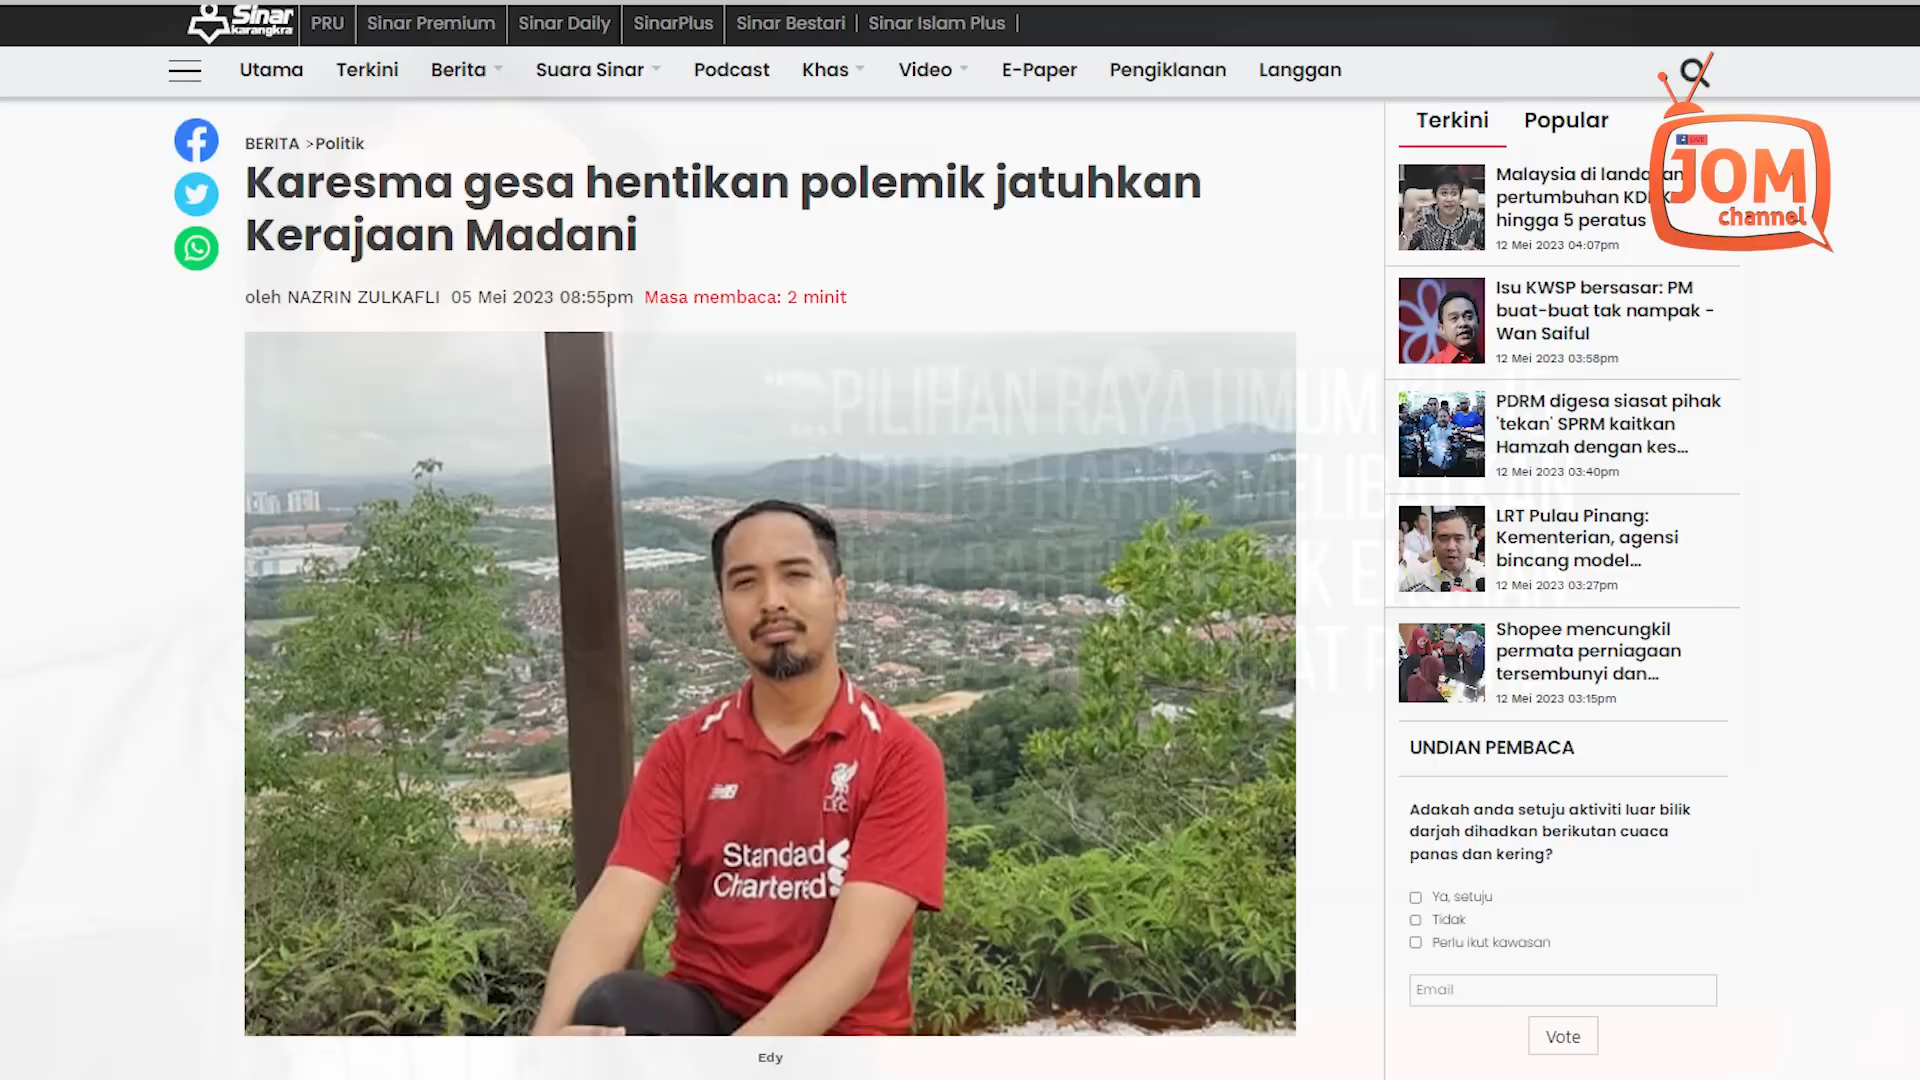 Sinar
karangkraf
PRU
Sinar Premium
Sinar Daily
SinarPlus
Sinar Bestari
Sinar Islam Plus
Utama
Terkini
Berita
Suara Sinar
Podcast
Khas
Video
E-Paper
Pengiklanan
Langgan
BERITA >Politik
Karesma gesa hentikan polemik jatuhkan
Kerajaan Madani
oleh NAZRIN ZULKAFLI 05 Mei 2023 08:55pm Masa membaca: 2 minit
...PILIHAN RAYA UMUM
HARUS MELIBATKAN
LFC
Standad
Chartered
Edy
Terkini
Popular
LIVE
JOM
channel
Malaysia di
pertumbuhan
hingga 5 peratus
12 Mei 2023 04:07pm
Isu KWSP bersasar: PM
buat-buat tak nampak -
Wan Saiful
12 Mei 2023 03:58pm
PDRM digesa siasat pihak
'tekan' SPRM kaitkan
Hamzah dengan kes...
12 Mei 2023 03:40pm
LRT Pulau Pinang:
Kementerian, agensi
bincang model...
12 Mei 2023 03:27pm
Shopee mencungkil
permata perniagaan
tersembunyi dan...
12 Mei 2023 03:15pm
UNDIAN PEMBACA
Adakah anda setuju aktiviti luar bilik
darjah dihadkan berikutan cuaca
panas dan kering?
Ya, setuju
Tidak
Perlu ikut kawasan
Email
Vote